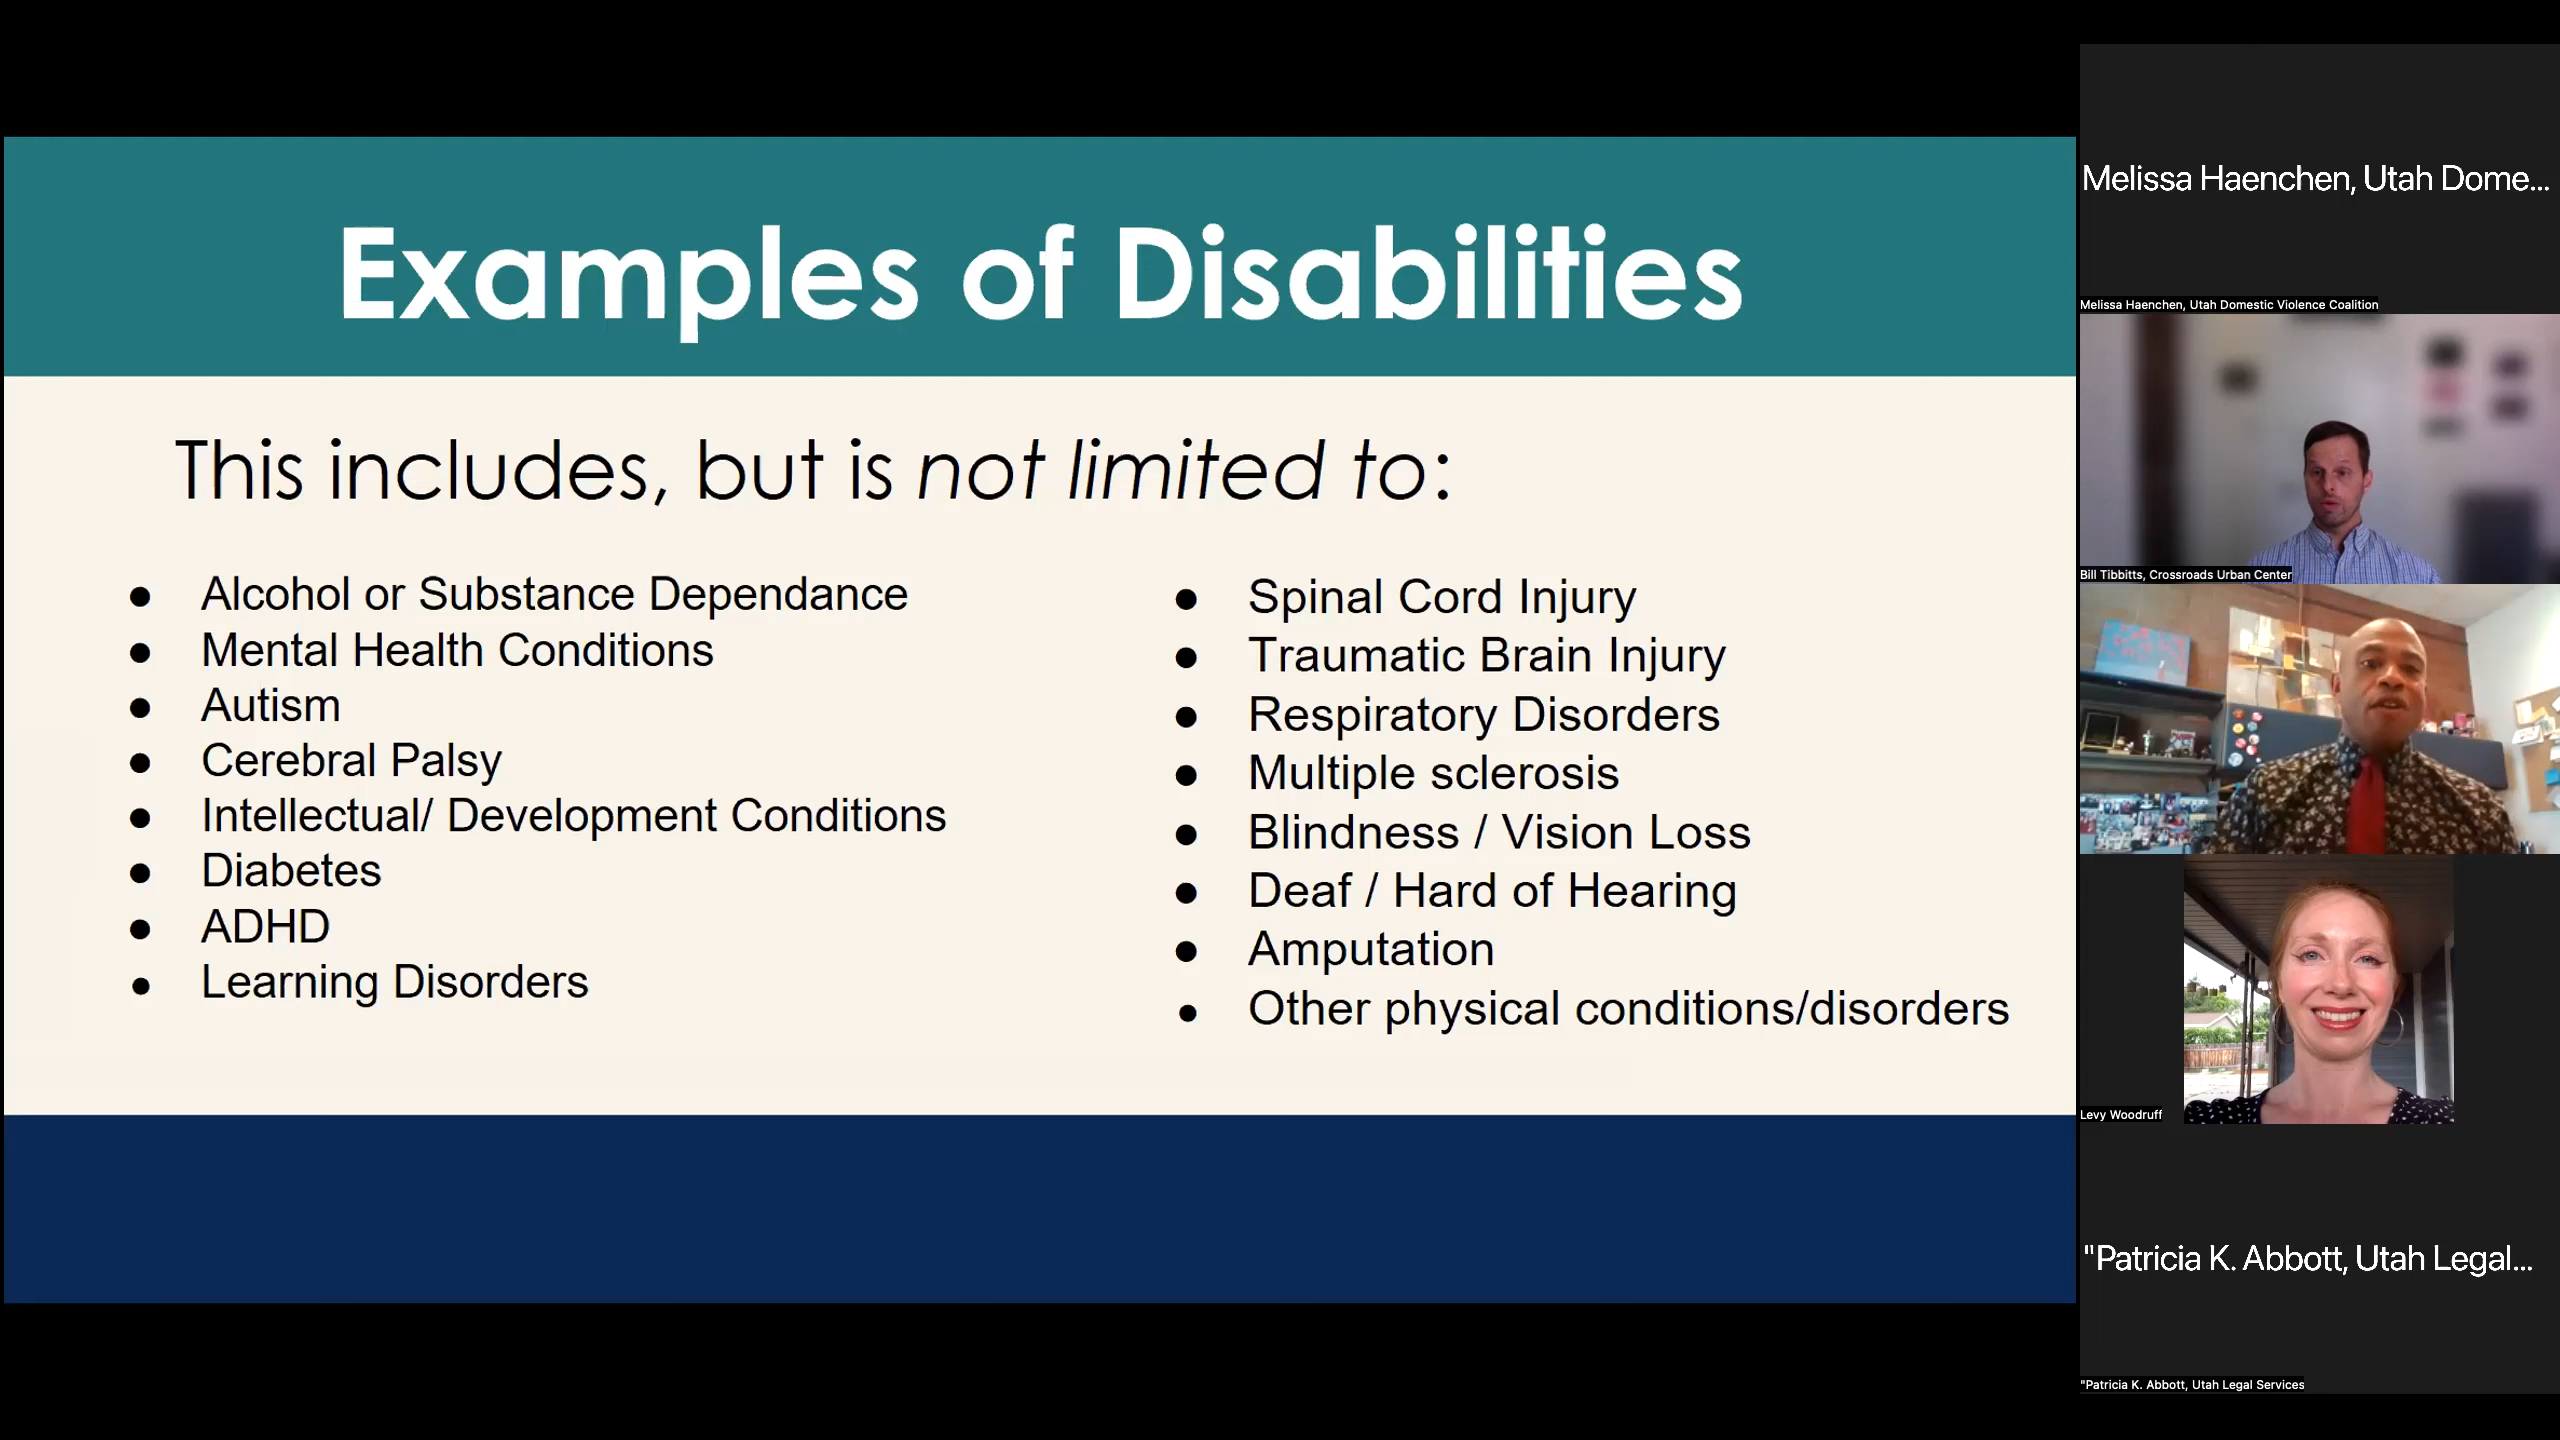 Examples of Disabilities
This includes, but is not limited to:
● Alcohol or Substance Dependance
● Mental Health Conditions
● Autism
● Cerebral Palsy
● Intellectual/ Development Conditions
● Diabetes
● ADHD
● Learning Disorders
● Spinal Cord Injury
● Traumatic Brain Injury
● Respiratory Disorders
● Multiple sclerosis
● Blindness / Vision Loss
● Deaf / Hard of Hearing
● Amputation
● Other physical conditions/disorders
Melissa Haenchen, Utah Dome...
Melissa Haenchen, Utah Domestic Violence Coalition
Bill Tibbitts, Crossroads Urban Center
Levy Woodruff
"Patricia K. Abbott, Utah Legal...
"Patricia K. Abbott, Utah Legal Services